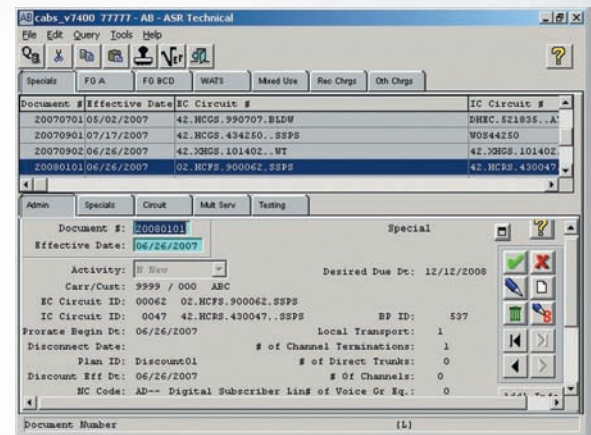 AB cabs_v7400 77777 - AB - ASR Technical
File Edit Query Tools Help
Specials FG A FG BCD WATS Mixed Use Rec Chrgs Oth Chrgs
Document # Effective Date EC Circuit # IC Circuit #
20070701 05/02/2007 42.HCGS.990707.BLDW DHEC.521835..A
20070901 07/17/2007 42.HCGS.434250..SSPS WOS44250
20070902 06/26/2007 42.XHGS.101402..WT 42.XHGS.101402.
20080101 06/26/2007 02.HCFS.900062.SSPS 42.HCRS.430047
Admin Specials Circuit Mult Serv Testing
Document #: 20080101 Special
Effective Date: 06/26/2007
Activity: N New Desired Due Dt: 12/12/2008
Carr/Cust: 9999 / 000 ABC
EC Circuit ID: 00062 02.HCFS.900062.SSPS
IC Circuit ID: 0047 42.HCRS.430047..SSPS BP ID: 537
Prorate Begin Dt: 06/26/2007 Local Transport: 1
Disconnect Date: # of Channel Terminations: 1
Plan ID: Discount01 # of Direct Trunks: 0
Discount Eff Dt: 06/26/2007 # Of Channels: 0
NC Code: AD-- Digital Subscriber Lin # of Voice Gr Eq.: 0
Document Number [L]